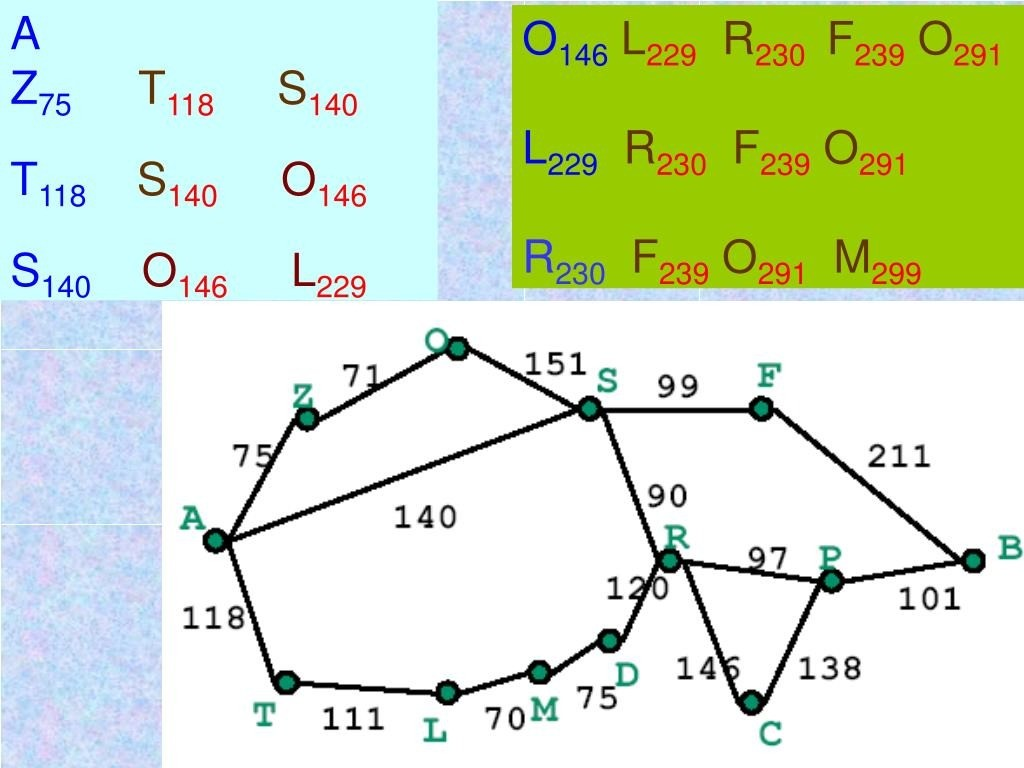 A
Z75 T118 S140
T118 S140 O146
S140 O146 L229
O146 L229 R230 F239 O291
L229 R230 F239 O291
R230 F239 O291 M299
O
71
151
S
99
F
Z
75
211
A
140
90
R
97
P
B
118
120
101
D
146
138
T
111
L
70
M
75
C